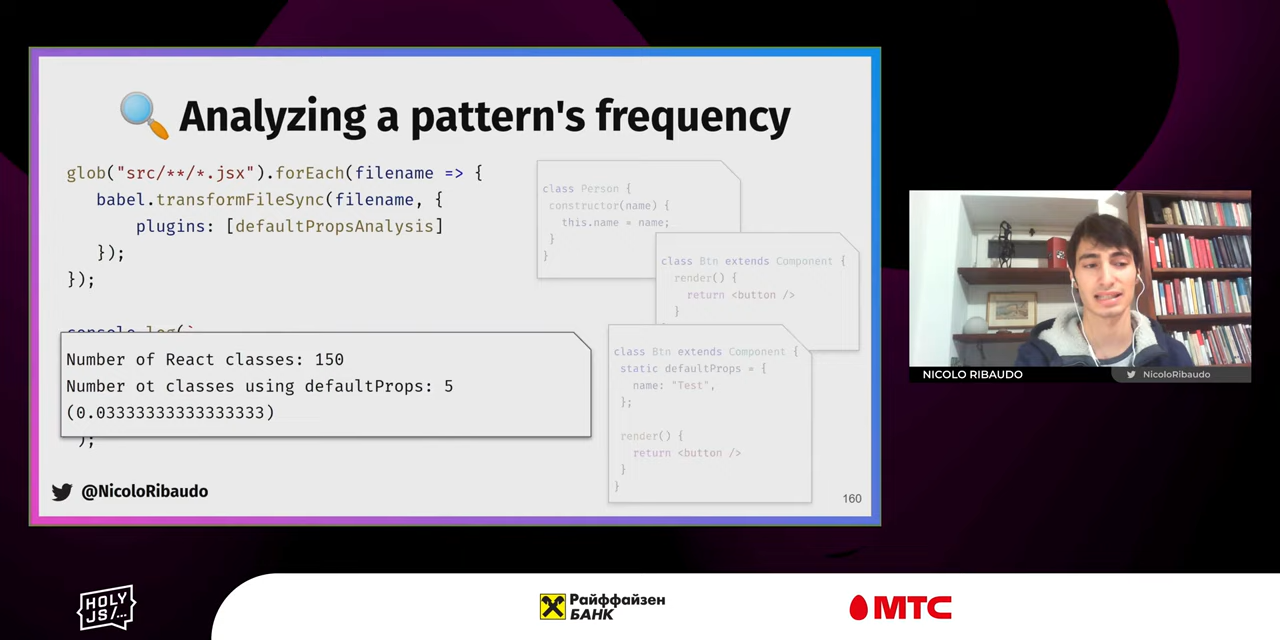 🔍 Analyzing a pattern's frequency
glob("src/**/*.jsx").forEach(filename => {
babel.transformFileSync(filename, {
plugins: [defaultPropsAnalysis]
});
});
console.log(`
Number of React classes: 150
Number ot classes using defaultProps: 5
(0.03333333333333333)
);
class Person {
constructor(name) {
this.name = name;
}
}
class Btn extends Component {
render() {
return <button />
}
class Btn extends Component {
static defaultProps = {
name: "Test",
};
render() {
return <button />
}
}
@NicoloRibaudo
160
NICOLO RIBAUDO
NicoloRibaudo
HOLY
JS/...
Райффайзен
БАНК
МТС